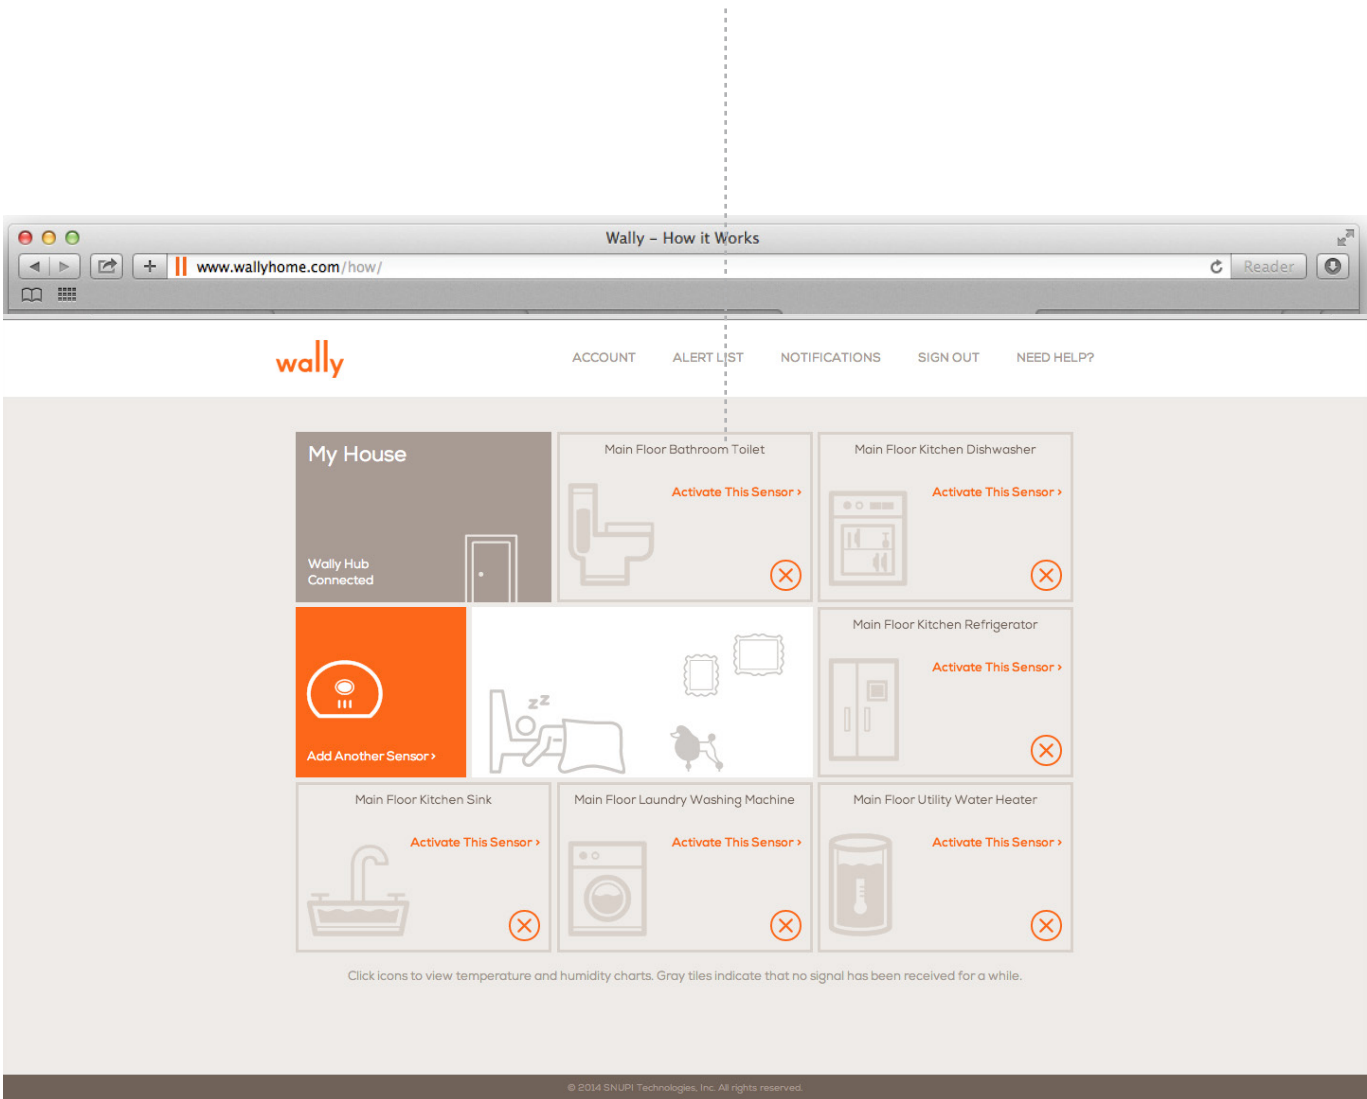 Wally – How it Works
www.wallyhome.com/how/
Reader
wally
ACCOUNT ALERT LIST NOTIFICATIONS SIGN OUT NEED HELP?
My House
Wally Hub
Connected
Main Floor Bathroom Toilet
Activate This Sensor ›
Main Floor Kitchen Dishwasher
Activate This Sensor ›
Add Another Sensor ›
zz
Main Floor Kitchen Refrigerator
Activate This Sensor ›
Main Floor Kitchen Sink
Activate This Sensor ›
Main Floor Laundry Washing Machine
Activate This Sensor ›
Main Floor Utility Water Heater
Activate This Sensor ›
Click icons to view temperature and humidity charts. Gray tiles indicate that no signal has been received for a while.
© 2014 SNUPI Technologies, Inc. All rights reserved.